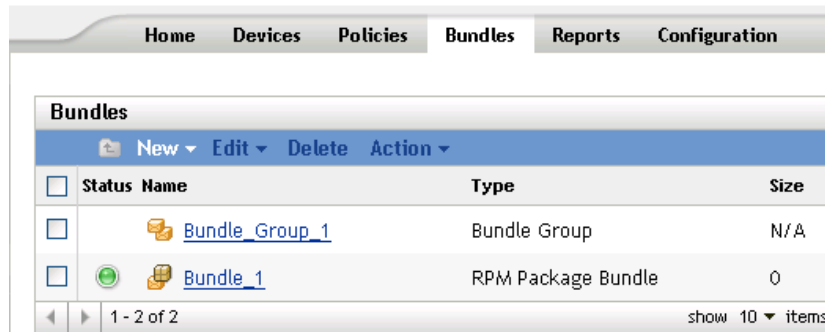 Home Devices Policies Bundles Reports Configuration
Bundles
New Edit Delete Action
Status Name Type Size
Bundle_Group_1 Bundle Group N/A
Bundle_1 RPM Package Bundle 0
1 - 2 of 2 show 10 items